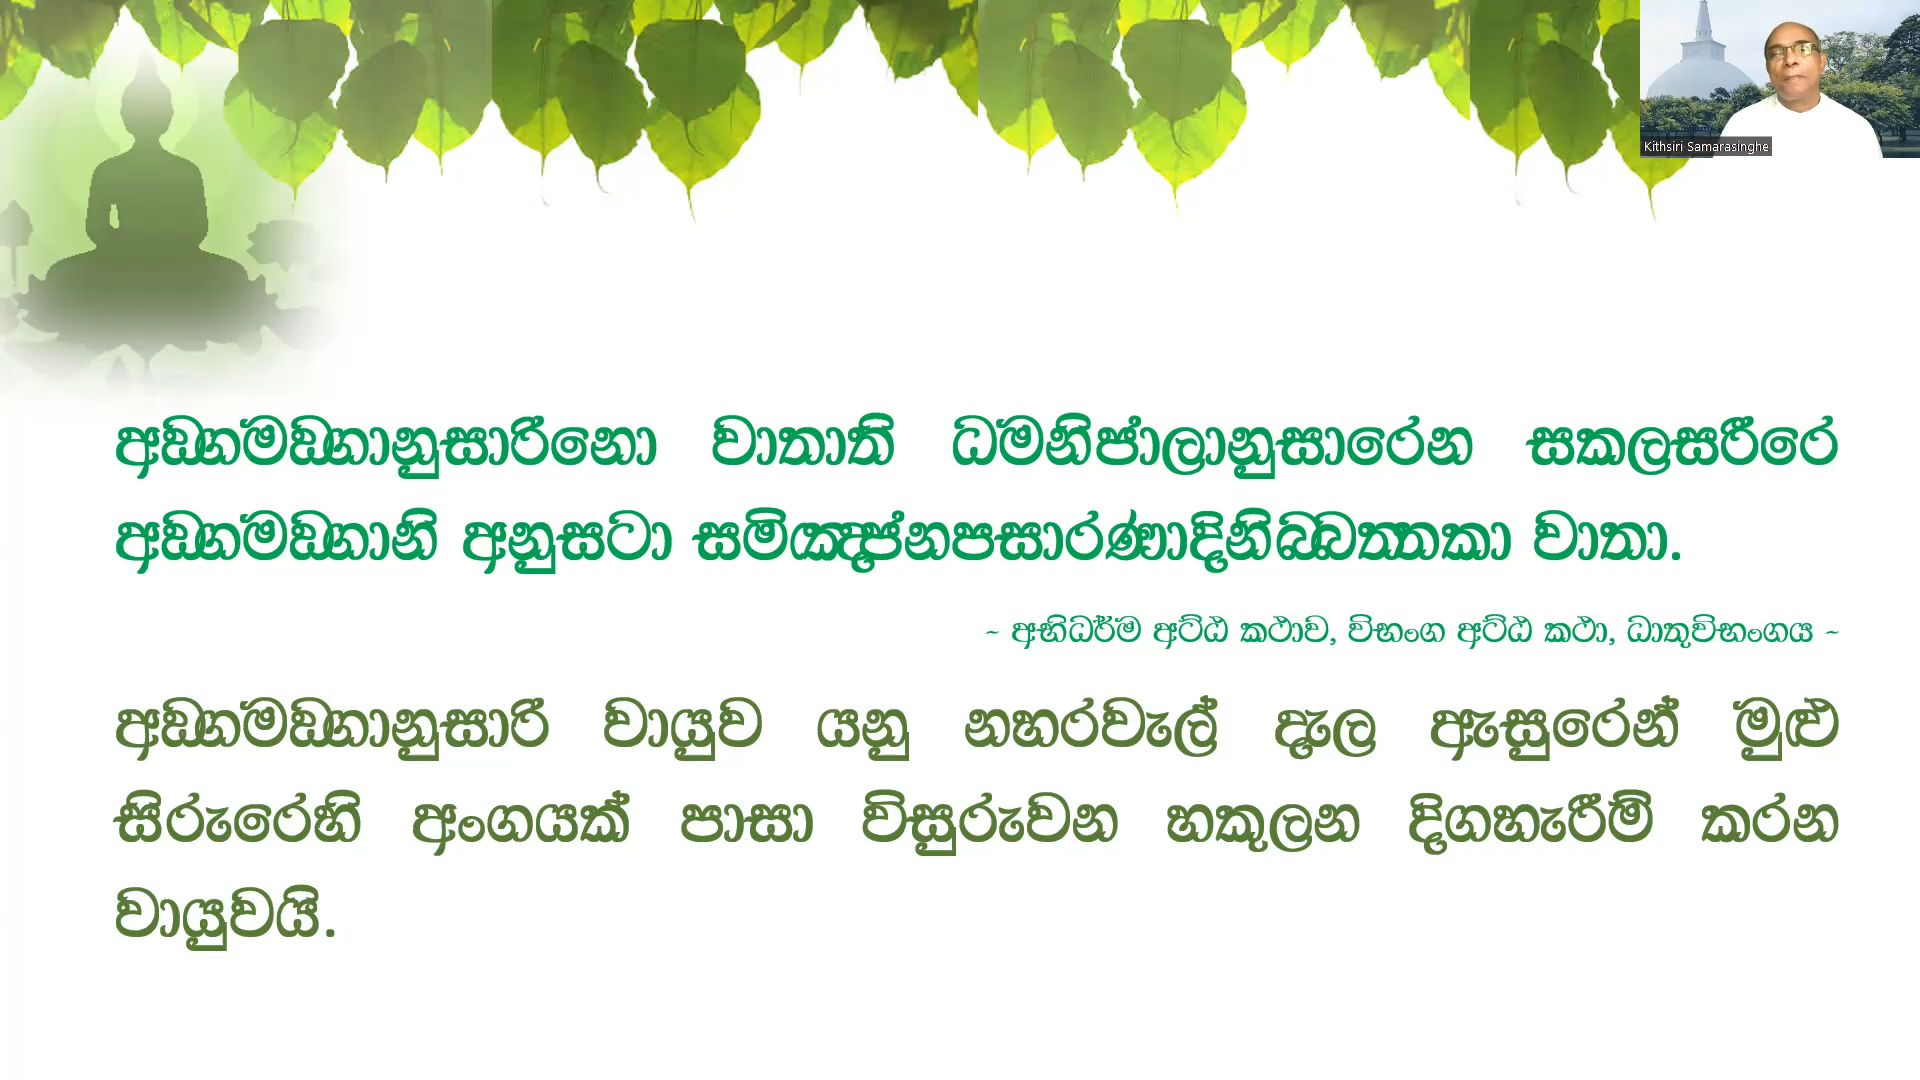 Kithsiri Samarasinghe
අඞ්ගමඞ්ගානුසාරිනො වාතාති ධමනිජාලානුසාරෙන සකලසරීරෙ
අඞ්ගමඞ්ගානි අනුසටා සමිඤ්ජනපසාරණාදිනිබ්බත්තකා වාතා.
~ අභිධර්ම අට්ඨ කථාව, විභංග අට්ඨ කථා, ධාතුවිභංගය ~
අඞ්ගමඞ්ගානුසාරි වායුව යනු නහරවැල් දැල ඇසුරෙන් මුළු
සිරුරෙහි අංගයක් පාසා විසුරුවන හකුලන දිගහැරීම් කරන
වායුවයි.